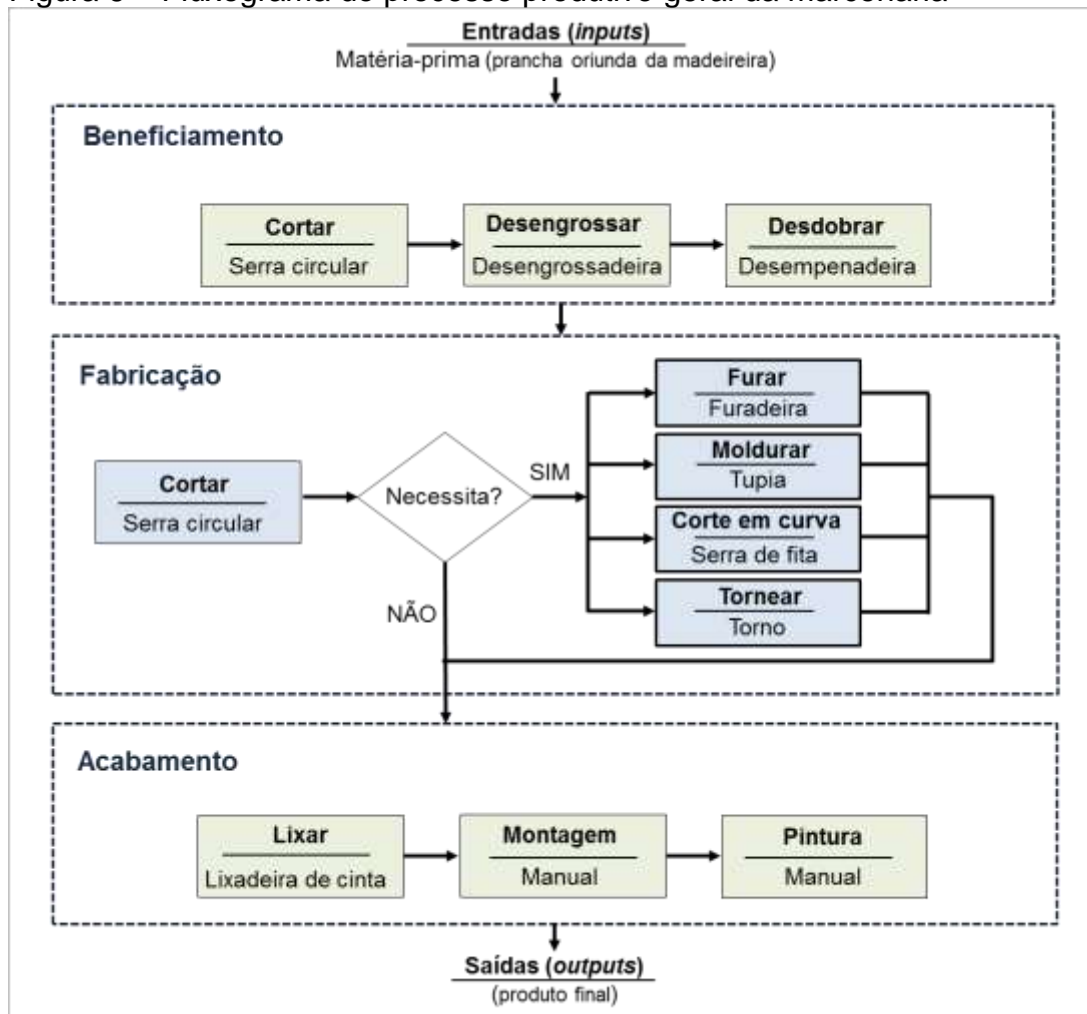 Entradas (inputs)
Matéria-prima (prancha oriunda da madeireira)
Beneficiamento
Cortar
Serra circular
Desengrossar
Desengrossadeira
Desdobrar
Desempenadeira
Fabricação
Cortar
Serra circular
Necessita?
SIM
NÃO
Furar
Furadeira
Moldurar
Tupia
Corte em curva
Serra de fita
Tornear
Torno
Acabamento
Lixar
Lixadeira de cinta
Montagem
Manual
Pintura
Manual
Saídas (outputs)
(produto final)